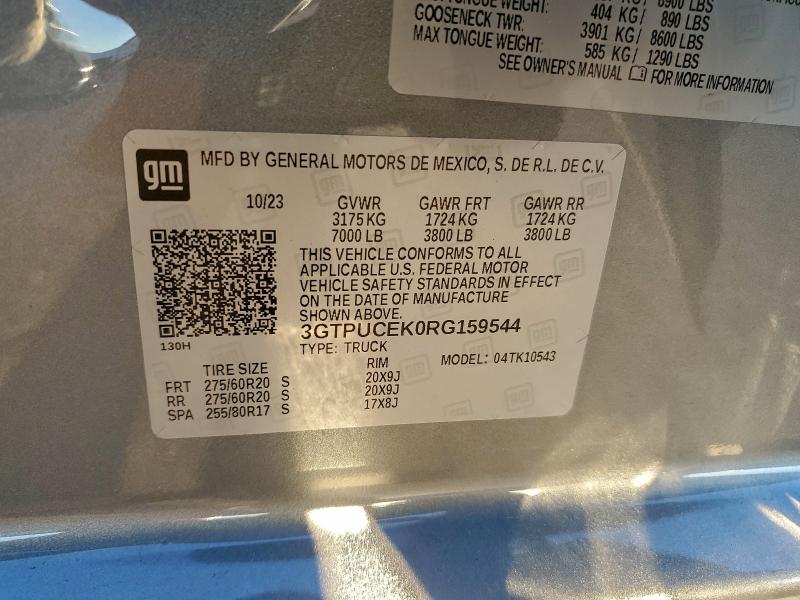 TONGUE WEIGHT:
404 KG/ 890 LBS
GOOSENECK TWR: 3901 KG/ 8600 LBS
MAX TONGUE WEIGHT: 585 KG/ 1290 LBS
SEE OWNER'S MANUAL FOR MORE INFORMATION
gm MFD BY GENERAL MOTORS DE MEXICO, S. DE R.L. DE C.V.
10/23 GVWR GAWR FRT GAWR RR
3175 KG 1724 KG 1724 KG
7000 LB 3800 LB 3800 LB
THIS VEHICLE CONFORMS TO ALL
APPLICABLE U.S. FEDERAL MOTOR
VEHICLE SAFETY STANDARDS IN EFFECT
ON THE DATE OF MANUFACTURE
SHOWN ABOVE.
3GTPUCEK0RG159544
130H
TYPE: TRUCK MODEL: 04TK10543
TIRE SIZE RIM
FRT 275/60R20 S 20X9J
RR 275/60R20 S 20X9J
SPA 255/80R17 S 17X8J